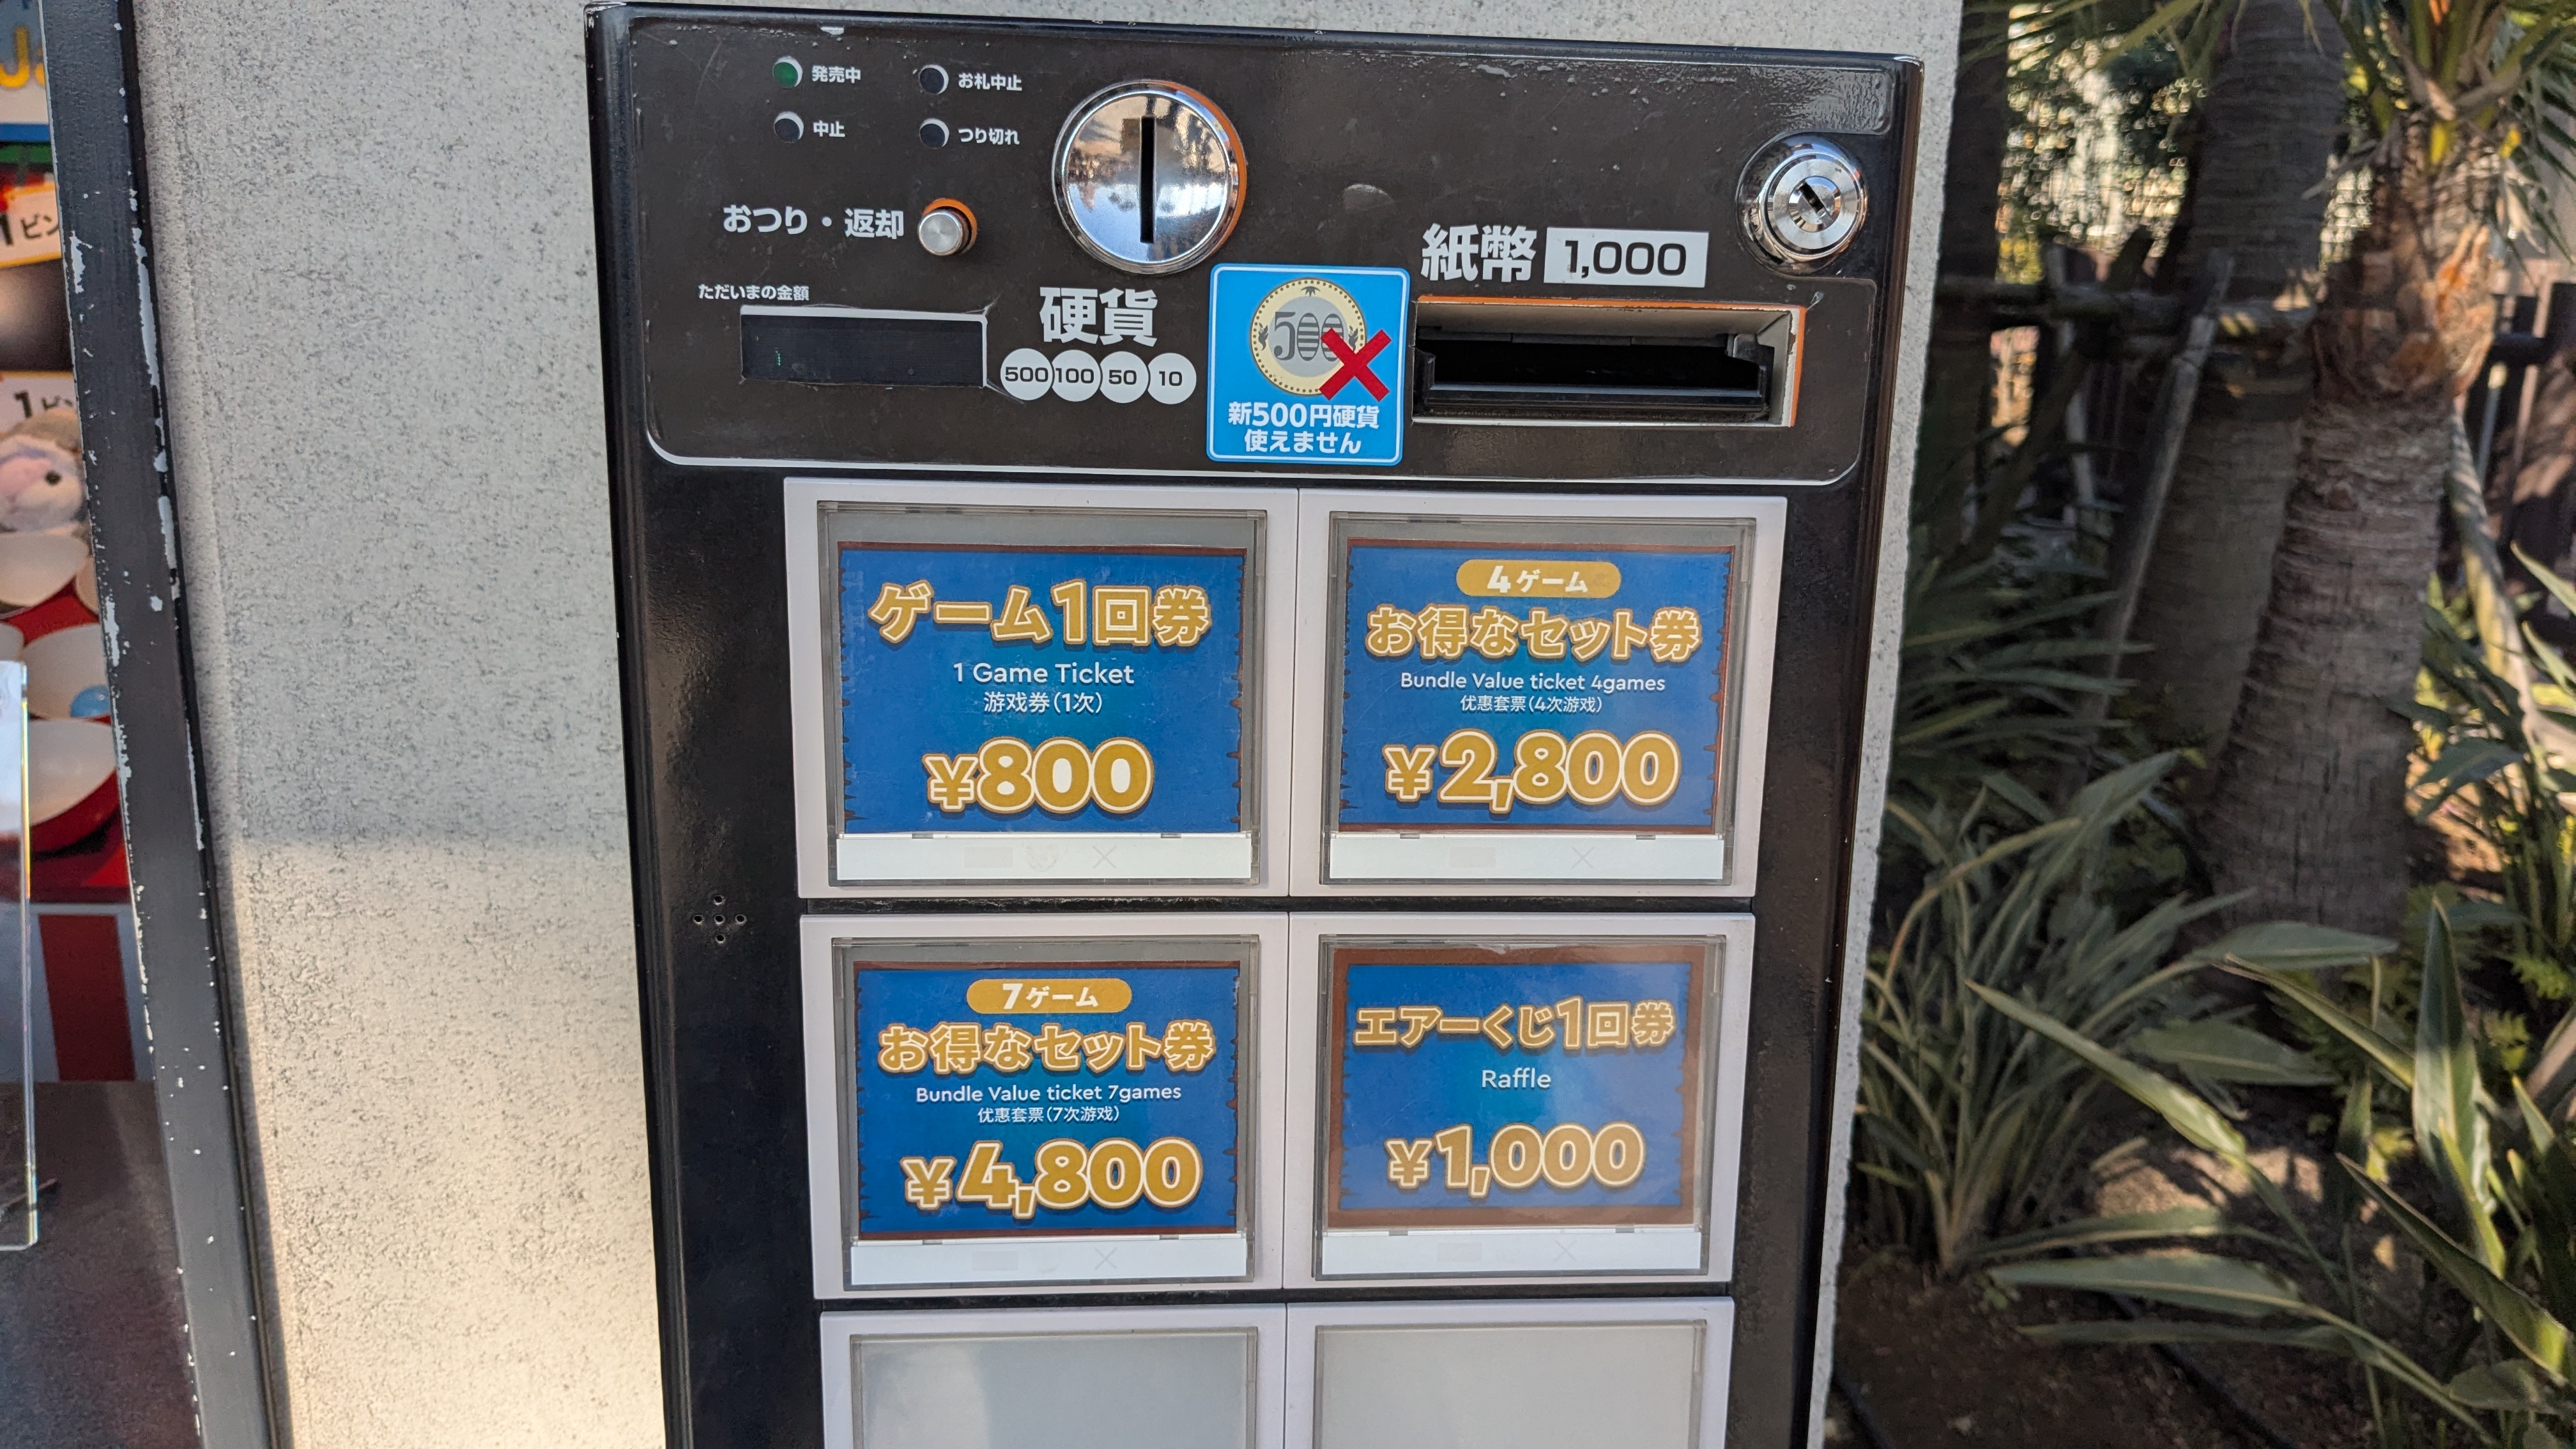 発売中
お札中止
中止
つり切れ
おつり・返却
紙幣 1,000
ただいまの金額
硬貨
500 100 50 10
500
新500円硬貨
使えません
ゲーム1回券
1 Game Ticket
游戏券(1次)
¥800
4ゲーム
お得なセット券
Bundle Value ticket 4games
优惠套票(4次游戏)
¥2,800
7ゲーム
お得なセット券
Bundle Value ticket 7games
优惠套票(7次游戏)
¥4,800
エアーくじ1回券
Raffle
¥1,000